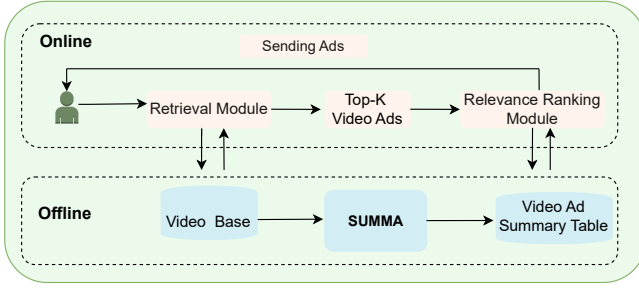 Online
Sending Ads
Retrieval Module
Top-K
Video Ads
Relevance Ranking
Module
Offline
Video Base
SUMMA
Video Ad
Summary Table